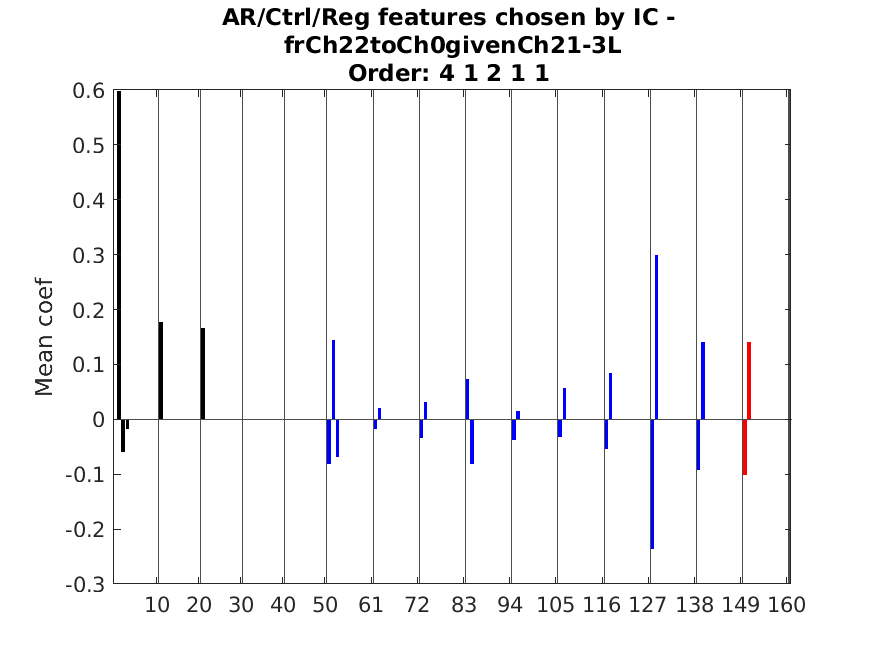 AR/Ctrl/Reg features chosen by IC -
frCh22toCh0givenCh21-3L
Order: 4 1 2 1 1
0.6
0.5
0.4
0.3
0.2
0.1
0
-0.1
-0.2
-0.3
Mean coef
10 20 30 40 50 61 72 83 94 105 116 127 138 149 160